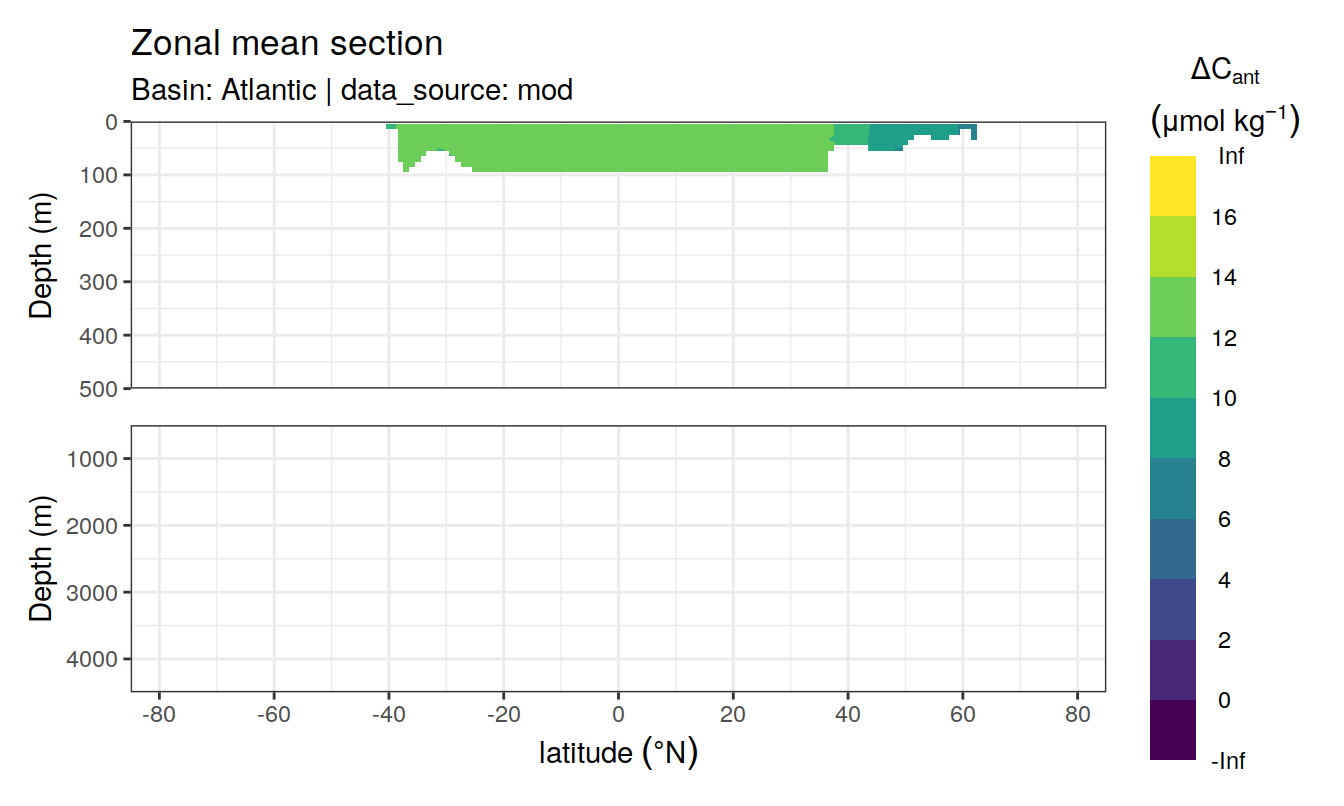 Zonal mean section
Basin: Atlantic | data_source: mod
ΔCant
(μmol kg⁻¹)
Inf
16
14
12
10
8
6
4
2
0
-Inf
Depth (m)
0
100
200
300
400
500
Depth (m)
1000
2000
3000
4000
-80 -60 -40 -20 0 20 40 60 80
latitude (°N)